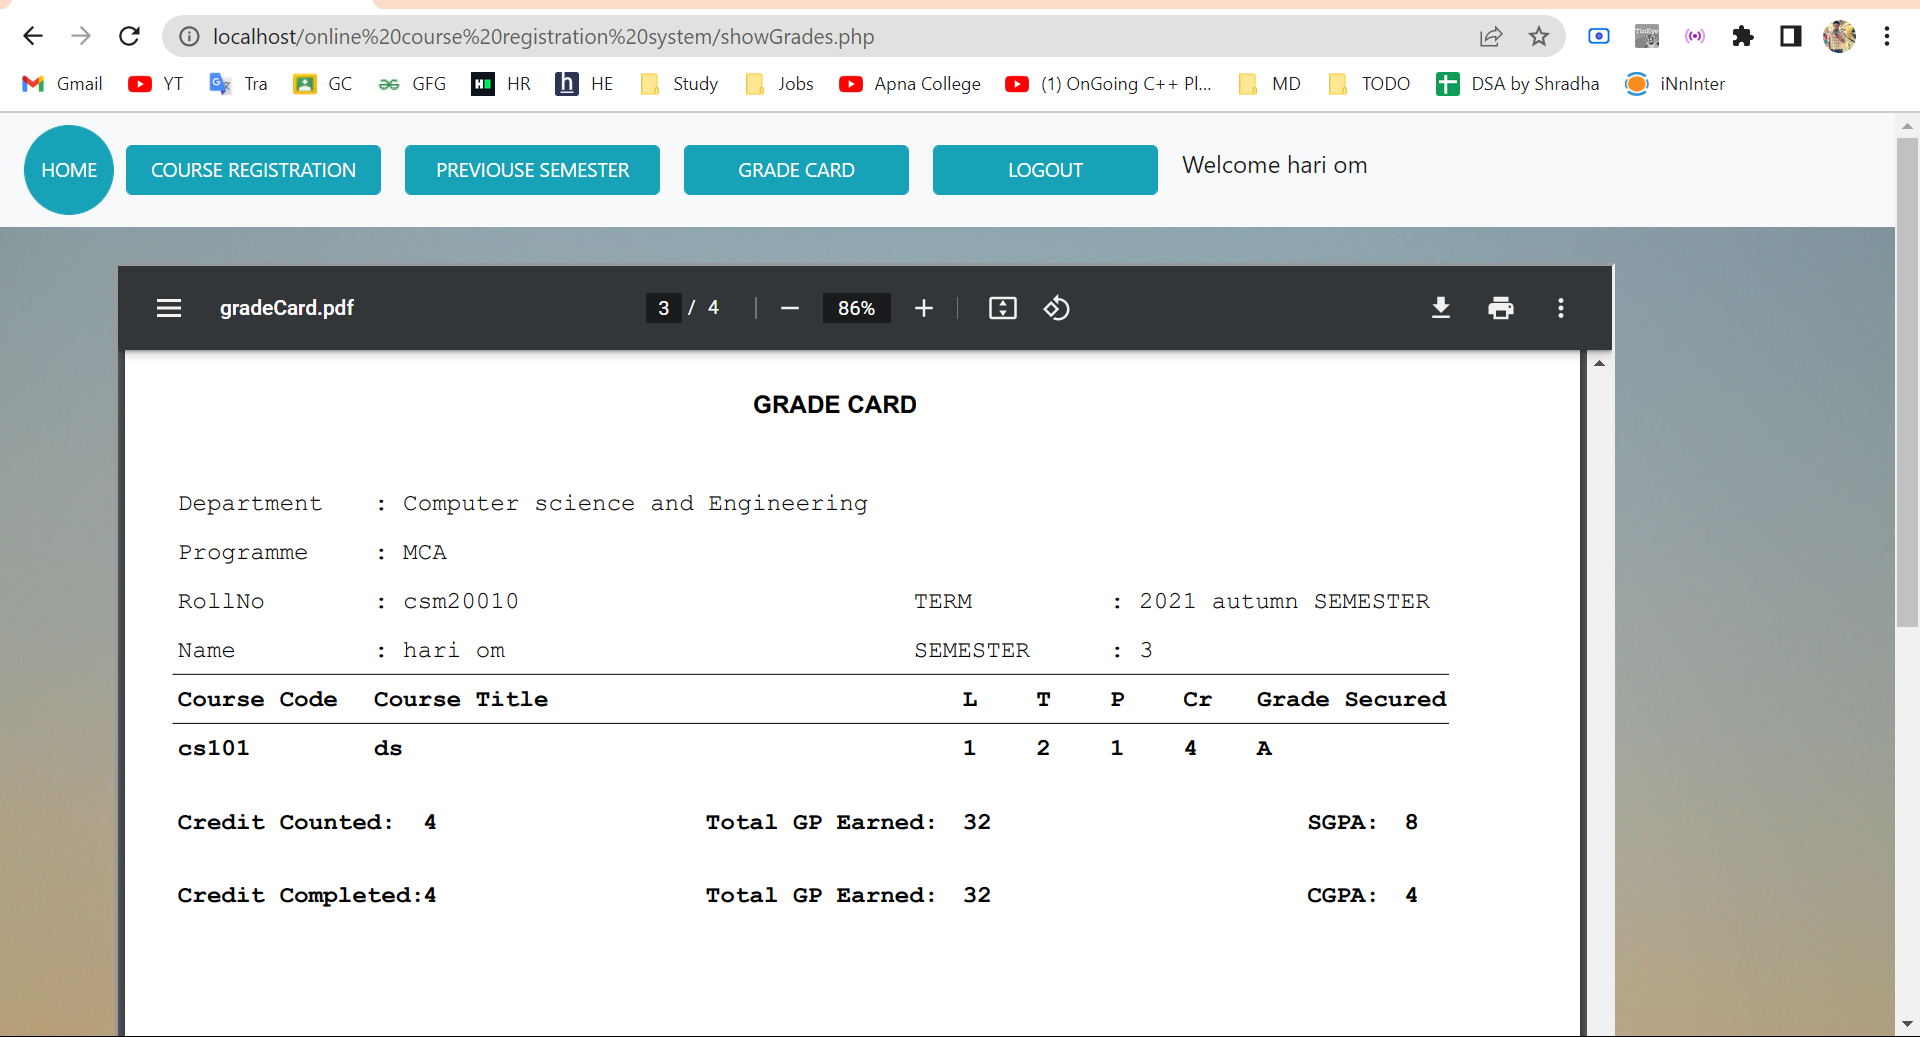 localhost/online%20course%20registration%20system/showGrades.php
Gmail YT Tra GC GFG HR HE Study Jobs Apna College (1) OnGoing C++ Pl... MD TODO DSA by Shradha iNnInter
HOME COURSE REGISTRATION PREVIOUSE SEMESTER GRADE CARD LOGOUT Welcome hari om
gradeCard.pdf 3 / 4 86%
GRADE CARD
Department : Computer science and Engineering
Programme : MCA
RollNo : csm20010 TERM : 2021 autumn SEMESTER
Name : hari om SEMESTER : 3
Course Code Course Title L T P Cr Grade Secured
cs101 ds 1 2 1 4 A
Credit Counted: 4 Total GP Earned: 32 SGPA: 8
Credit Completed:4 Total GP Earned: 32 CGPA: 4